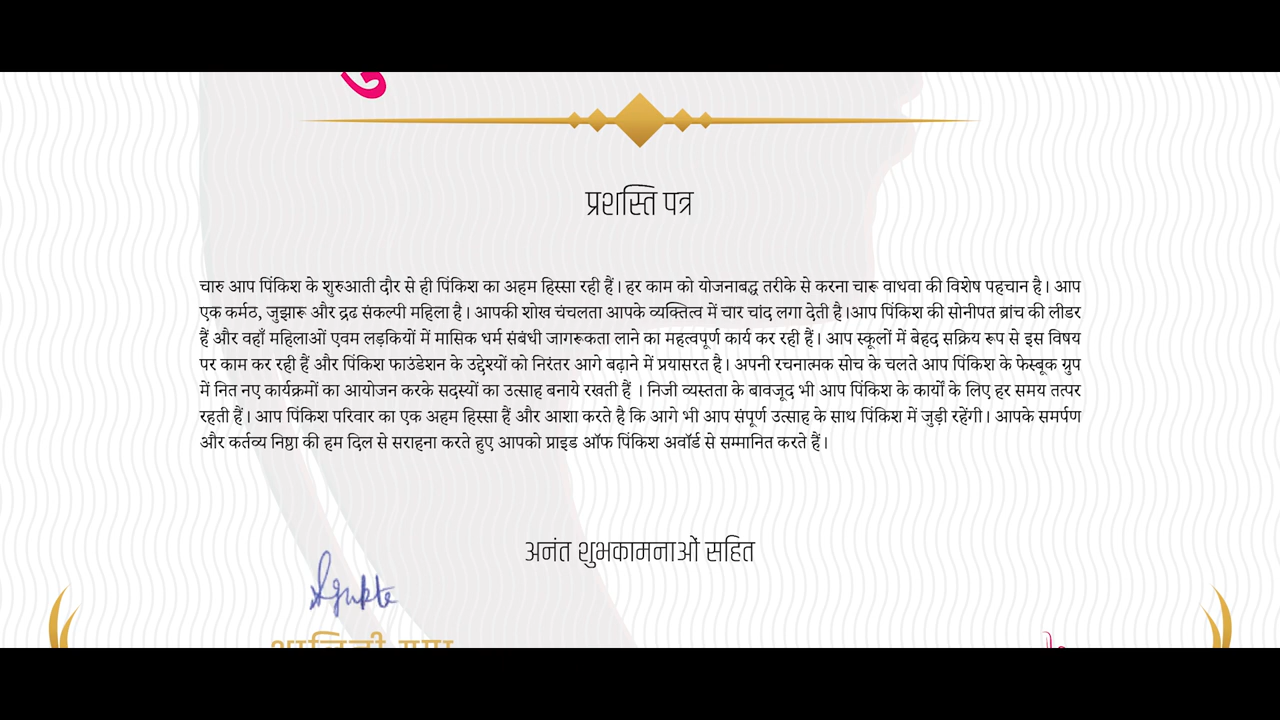 प्रशस्ति पत्र
चारु आप पिंकिश के शुरुआती दौर से ही पिंकिश का अहम हिस्सा रही हैं। हर काम को योजनाबद्ध तरीके से करना चारू वाधवा की विशेष पहचान है। आप
एक कर्मठ, जुझारू और द्रढ संकल्पी महिला है। आपकी शोख चंचलता आपके व्यक्तित्व में चार चांद लगा देती है।आप पिंकिश की सोनीपत ब्रांच की लीडर
हैं और वहाँ महिलाओं एवम लड़कियों में मासिक धर्म संबंधी जागरूकता लाने का महत्वपूर्ण कार्य कर रही हैं। आप स्कूलों में बेहद सक्रिय रूप से इस विषय
पर काम कर रही हैं और पिंकिश फाउंडेशन के उद्देश्यों को निरंतर आगे बढ़ाने में प्रयासरत है। अपनी रचनात्मक सोच के चलते आप पिंकिश के फेस्बूक ग्रुप
में नित नए कार्यक्रमों का आयोजन करके सदस्यों का उत्साह बनाये रखती हैं । निजी व्यस्तता के बावजूद भी आप पिंकिश के कार्यों के लिए हर समय तत्पर
रहती हैं। आप पिंकिश परिवार का एक अहम हिस्सा हैं और आशा करते है कि आगे भी आप संपूर्ण उत्साह के साथ पिंकिश में जुड़ी रहेंगी। आपके समर्पण
और कर्तव्य निष्ठा की हम दिल से सराहना करते हुए आपको प्राइड ऑफ पिंकिश अवॉर्ड से सम्मानित करते हैं।
अनंत शुभकामनाओं सहित